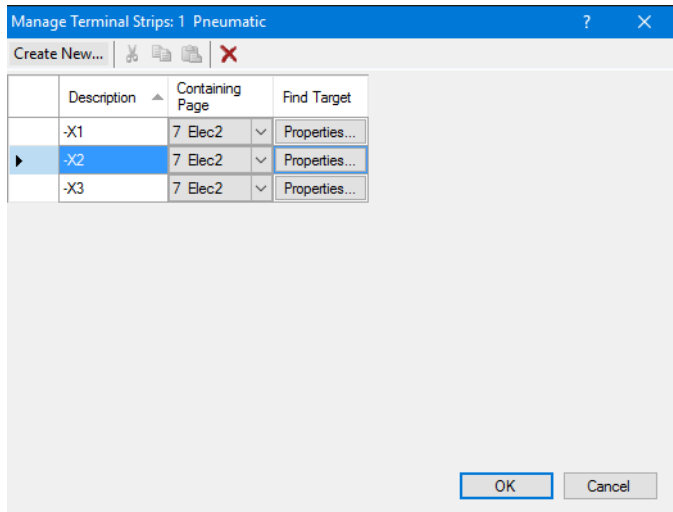 Manage Terminal Strips: 1 Pneumatic ? ×
Create New...
Description Containing Page Find Target
-X1 7 Elec2 Properties...
-X2 7 Elec2 Properties...
-X3 7 Elec2 Properties...
OK Cancel